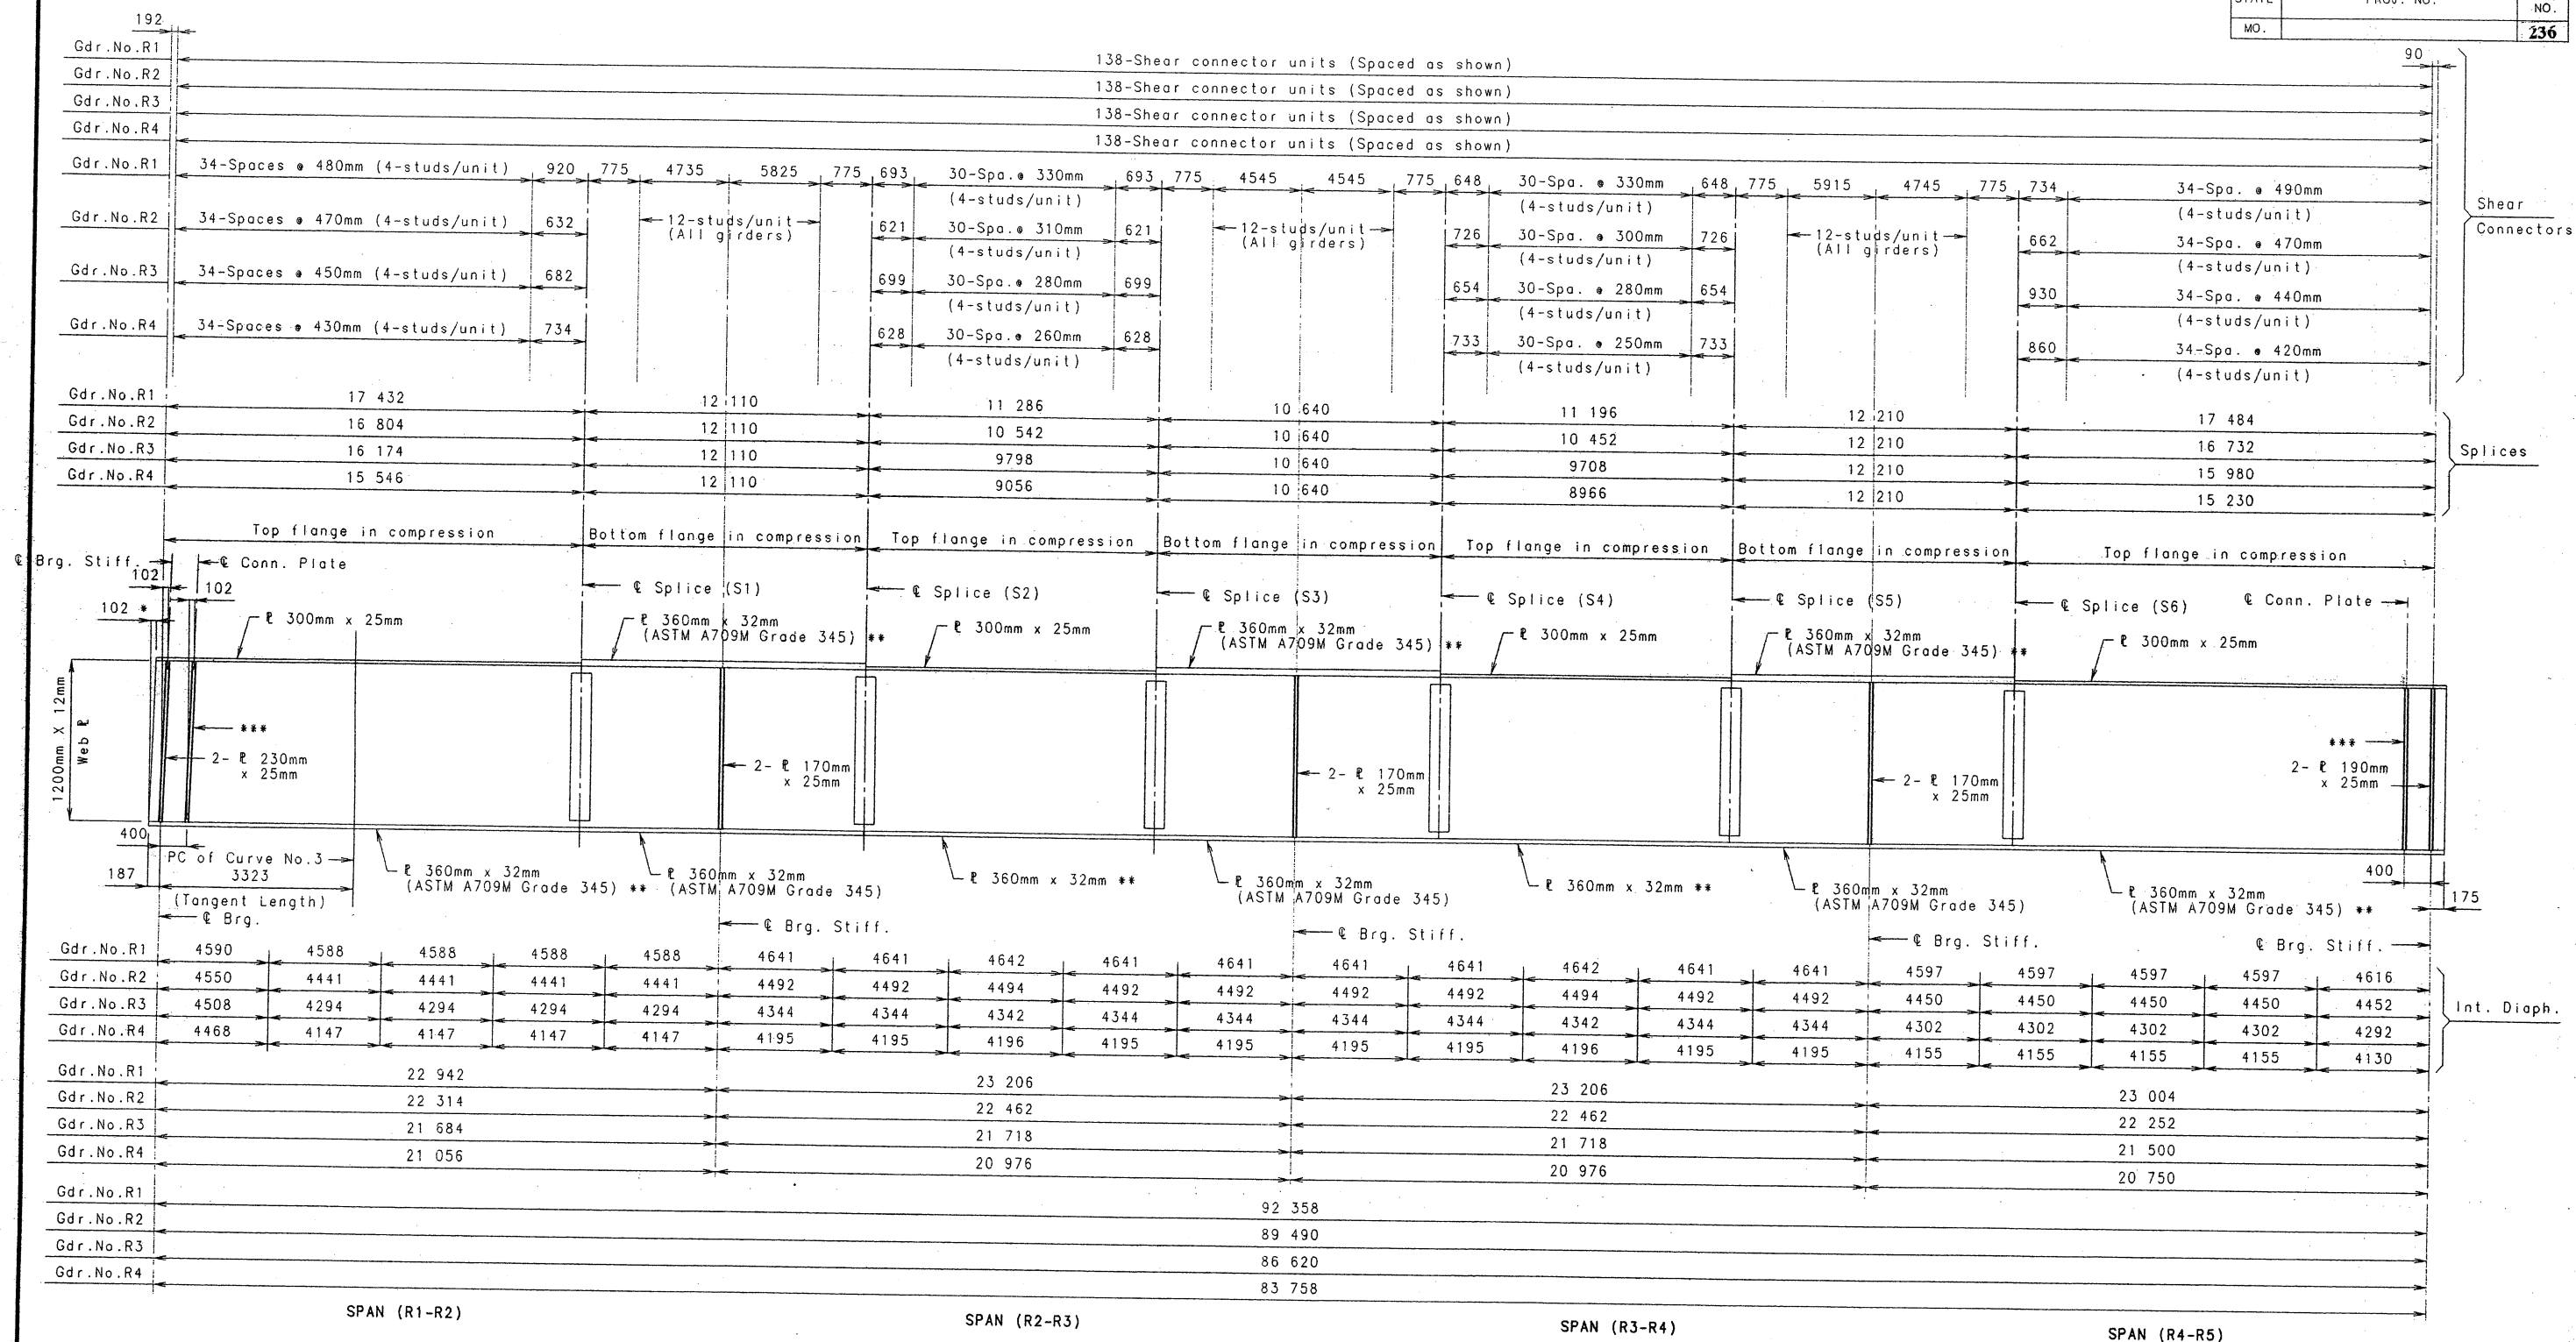 STATE PROJ. NO. NO.
MO. 236
192
90
Gdr.No.R1 138-Shear connector units (Spaced as shown)
Gdr.No.R2 138-Shear connector units (Spaced as shown)
Gdr.No.R3 138-Shear connector units (Spaced as shown)
Gdr.No.R4 138-Shear connector units (Spaced as shown)
Gdr.No.R1 34-Spaces @ 480mm (4-studs/unit) 920 775 4735 5825 775 693 30-Spa.@ 330mm 693 775 4545 4545 775 648 30-Spa. @ 330mm 648 775 5915 4745 775 734 34-Spa. @ 490mm
(4-studs/unit) (4-studs/unit) (4-studs/unit)
Gdr.No.R2 34-Spaces @ 470mm (4-studs/unit) 632 12-studs/unit 621 30-Spa.@ 310mm 621 12-studs/unit 726 30-Spa. @ 300mm 726 12-studs/unit 662 34-Spa. @ 470mm
(All girders) (4-studs/unit) (All girders) (4-studs/unit) (All girders) (4-studs/unit)
Gdr.No.R3 34-Spaces @ 450mm (4-studs/unit) 682 699 30-Spa.@ 280mm 699 654 30-Spa. @ 280mm 654 930 34-Spa. @ 440mm
(4-studs/unit) (4-studs/unit) (4-studs/unit)
Gdr.No.R4 34-Spaces @ 430mm (4-studs/unit) 734 628 30-Spa.@ 260mm 628 733 30-Spa. @ 250mm 733 860 34-Spa. @ 420mm
(4-studs/unit) (4-studs/unit) (4-studs/unit)
Shear
Connectors
Gdr.No.R1 17 432 12 110 11 286 10 640 11 196 12 210 17 484
Gdr.No.R2 16 804 12 110 10 542 10 640 10 452 12 210 16 732
Gdr.No.R3 16 174 12 110 9798 10 640 9708 12 210 15 980
Gdr.No.R4 15 546 12 110 9056 10 640 8966 12 210 15 230
Splices
Top flange in compression Bottom flange in compression Top flange in compression Bottom flange in compression Top flange in compression Bottom flange in compression Top flange in compression
℄ Brg. Stiff. ℄ Conn. Plate
102 102
102 *
℄ Splice (S1) ℄ Splice (S2) ℄ Splice (S3) ℄ Splice (S4) ℄ Splice (S5) ℄ Splice (S6) ℄ Conn. Plate
℄ 300mm x 25mm ℄ 360mm x 32mm ℄ 300mm x 25mm ℄ 360mm x 32mm ℄ 300mm x 25mm ℄ 360mm x 32mm ℄ 300mm x 25mm
(ASTM A709M Grade 345) ** (ASTM A709M Grade 345) ** (ASTM A709M Grade 345) **
1200mm X 12mm
Web ℄
*** ***
2- ℄ 230mm 2- ℄ 170mm 2- ℄ 170mm 2- ℄ 170mm 2- ℄ 190mm
x 25mm x 25mm x 25mm x 25mm x 25mm
400
PC of Curve No.3
187 3323
(Tangent Length)
℄ Brg.
℄ 360mm x 32mm ℄ 360mm x 32mm ℄ 360mm x 32mm ** ℄ 360mm x 32mm ℄ 360mm x 32mm ** ℄ 360mm x 32mm ℄ 360mm x 32mm
(ASTM A709M Grade 345) ** (ASTM A709M Grade 345) (ASTM A709M Grade 345) (ASTM A709M Grade 345) (ASTM A709M Grade 345) **
400
175
℄ Brg. Stiff. ℄ Brg. Stiff. ℄ Brg. Stiff. ℄ Brg. Stiff.
Gdr.No.R1 4590 4588 4588 4588 4588 4641 4641 4642 4641 4641 4641 4641 4642 4641 4641 4597 4597 4597 4597 4616
Gdr.No.R2 4550 4441 4441 4441 4441 4492 4492 4494 4492 4492 4492 4492 4494 4492 4492 4450 4450 4450 4450 4452
Gdr.No.R3 4508 4294 4294 4294 4294 4344 4344 4342 4344 4344 4344 4344 4342 4344 4344 4302 4302 4302 4302 4292
Gdr.No.R4 4468 4147 4147 4147 4147 4195 4195 4196 4195 4195 4195 4195 4196 4195 4195 4155 4155 4155 4155 4130
Int. Diaph.
Gdr.No.R1 22 942 23 206 23 206 23 004
Gdr.No.R2 22 314 22 462 22 462 22 252
Gdr.No.R3 21 684 21 718 21 718 21 500
Gdr.No.R4 21 056 20 976 20 976 20 750
Gdr.No.R1 92 358
Gdr.No.R2 89 490
Gdr.No.R3 86 620
Gdr.No.R4 83 758
SPAN (R1-R2) SPAN (R2-R3) SPAN (R3-R4) SPAN (R4-R5)